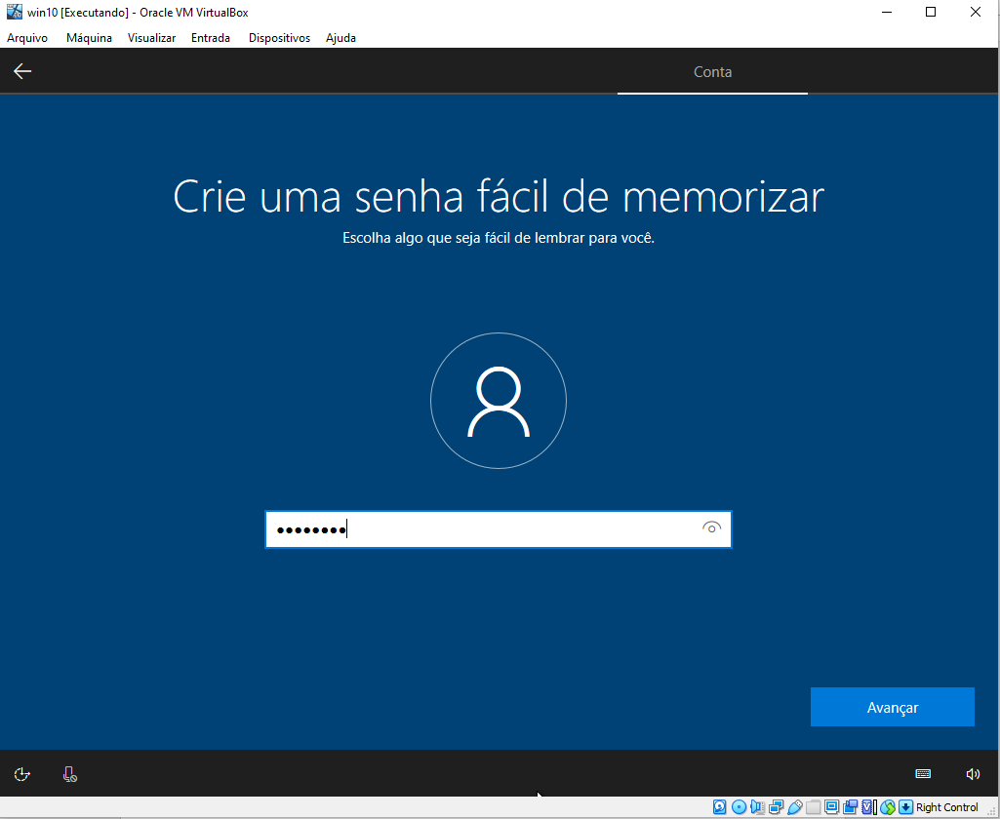 win10 [Executando] - Oracle VM VirtualBox
Arquivo Máquina Visualizar Entrada Dispositivos Ajuda
Conta
Crie uma senha fácil de memorizar
Escolha algo que seja fácil de lembrar para você.
••••••••
Avançar
Right Control